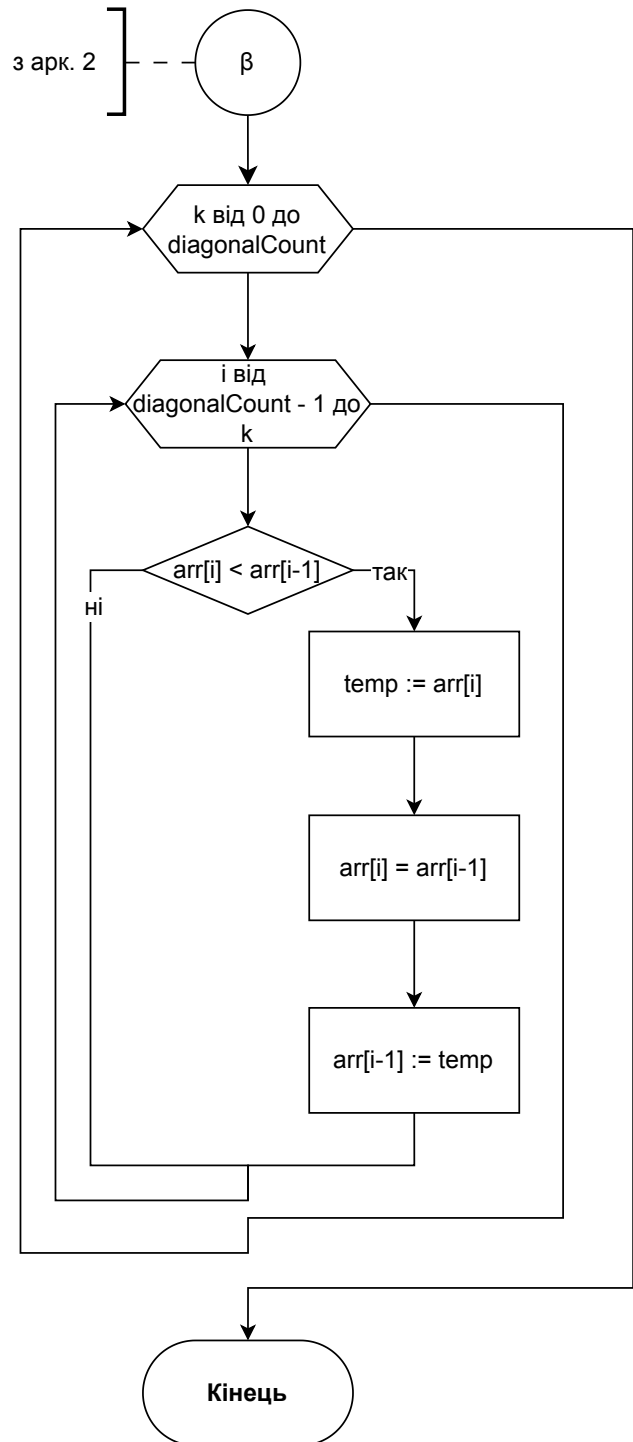 з арк. 2
β
k від 0 до
diagonalCount
і від
diagonalCount - 1 до
k
arr[i] < arr[i-1]
так
ні
temp := arr[i]
arr[i] = arr[i-1]
arr[i-1] := temp
Кінець